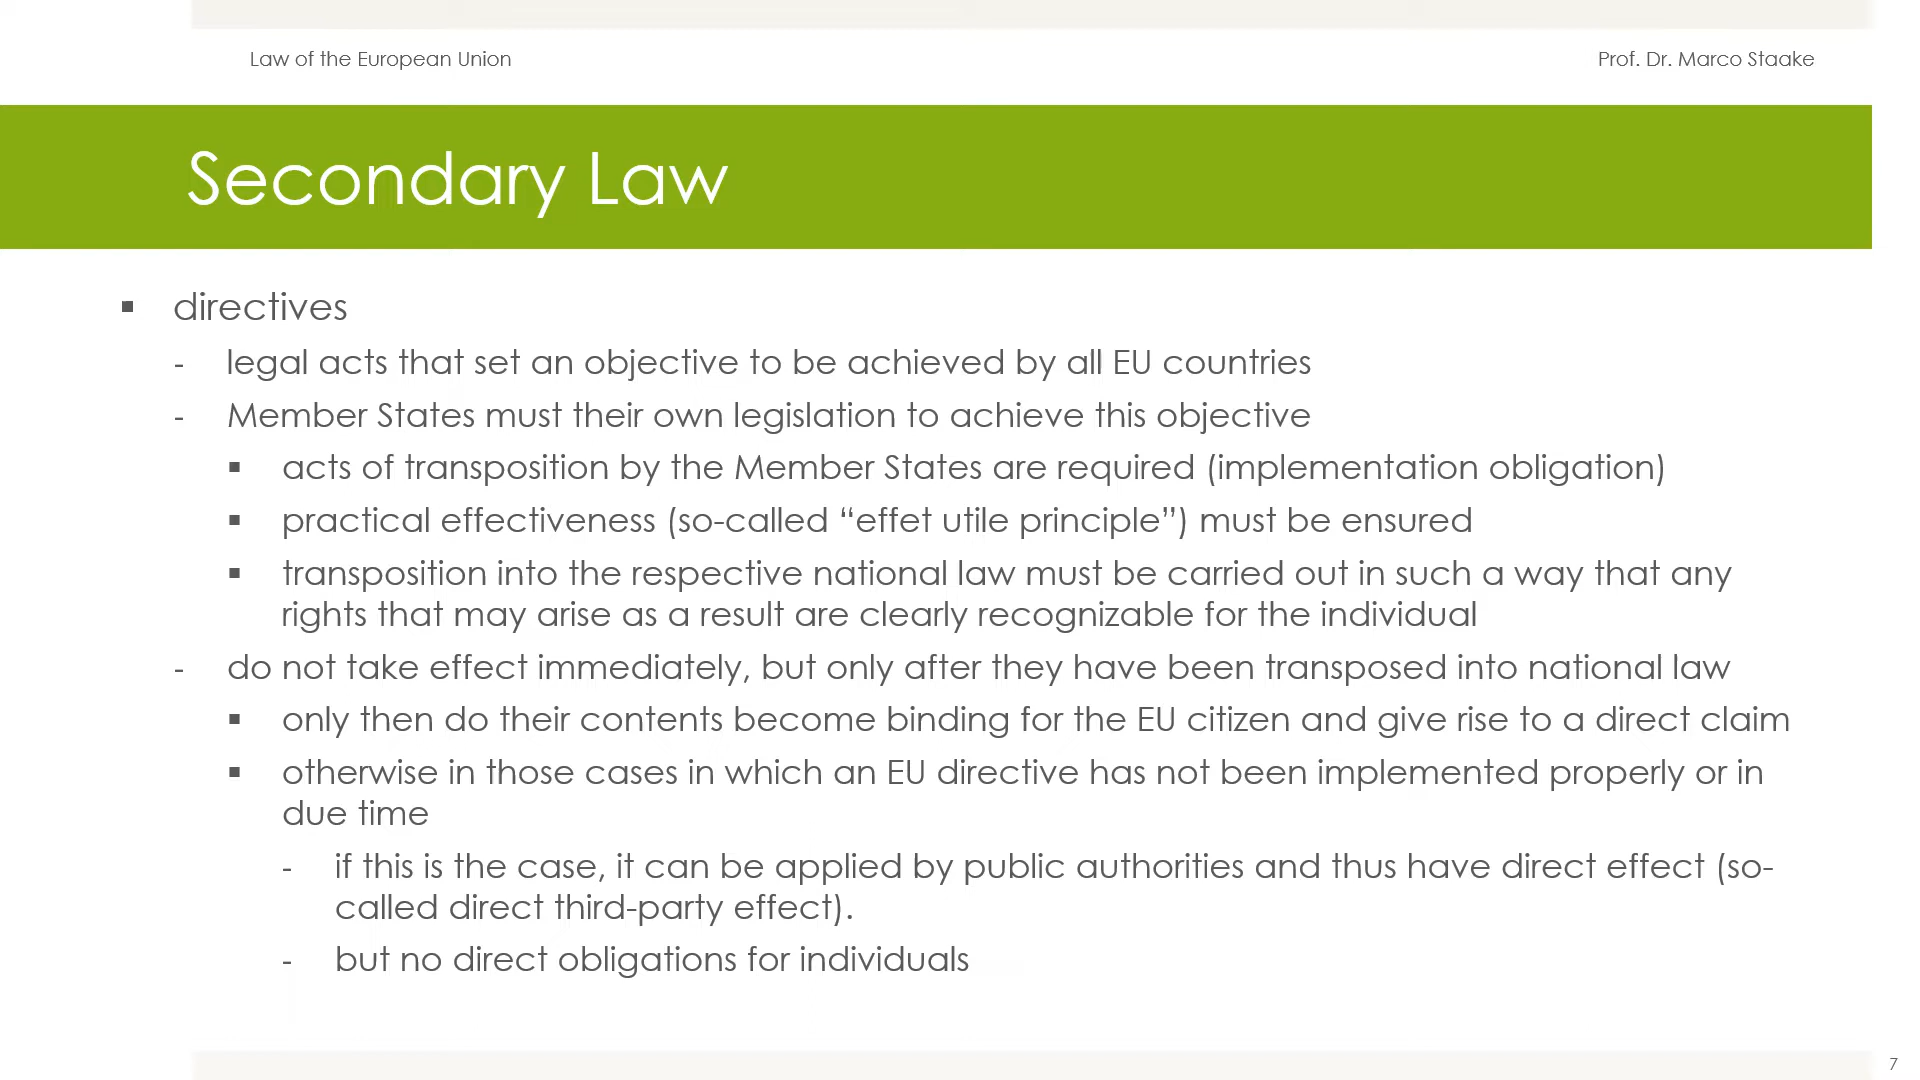 Law of the European Union
Prof. Dr. Marco Staake
Secondary Law
▪ directives
- legal acts that set an objective to be achieved by all EU countries
- Member States must their own legislation to achieve this objective
▪ acts of transposition by the Member States are required (implementation obligation)
▪ practical effectiveness (so-called “effet utile principle”) must be ensured
▪ transposition into the respective national law must be carried out in such a way that any
rights that may arise as a result are clearly recognizable for the individual
- do not take effect immediately, but only after they have been transposed into national law
▪ only then do their contents become binding for the EU citizen and give rise to a direct claim
▪ otherwise in those cases in which an EU directive has not been implemented properly or in
due time
- if this is the case, it can be applied by public authorities and thus have direct effect (so-
called direct third-party effect).
- but no direct obligations for individuals
7